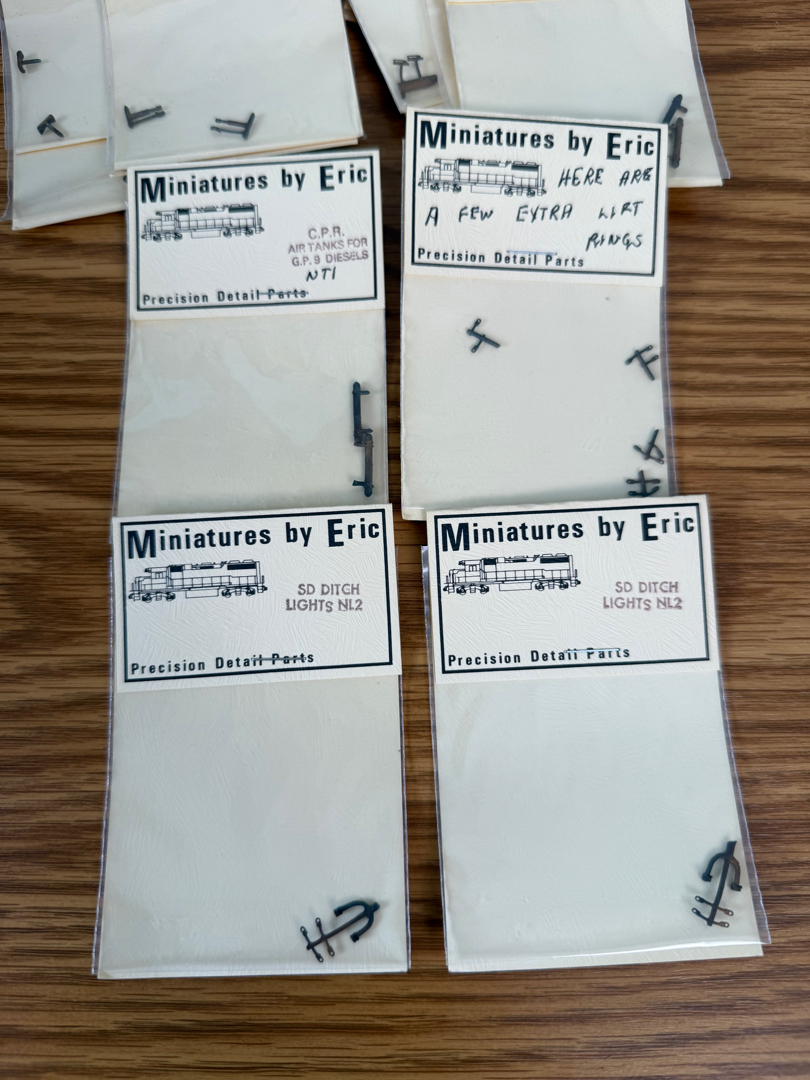 Miniatures by Eric
C.P.R.
AIR TANKS FOR
G.P. 9 DIESELS
NT1
Precision Detail Parts
Miniatures by Eric
HERE ARE
A FEW EXTRA LIRT
RINGS
Precision Detail Parts
Miniatures by Eric
SD DITCH
LIGHTS NL2
Precision Detail Parts
Miniatures by Eric
SD DITCH
LIGHTS NL2
Precision Detail Parts